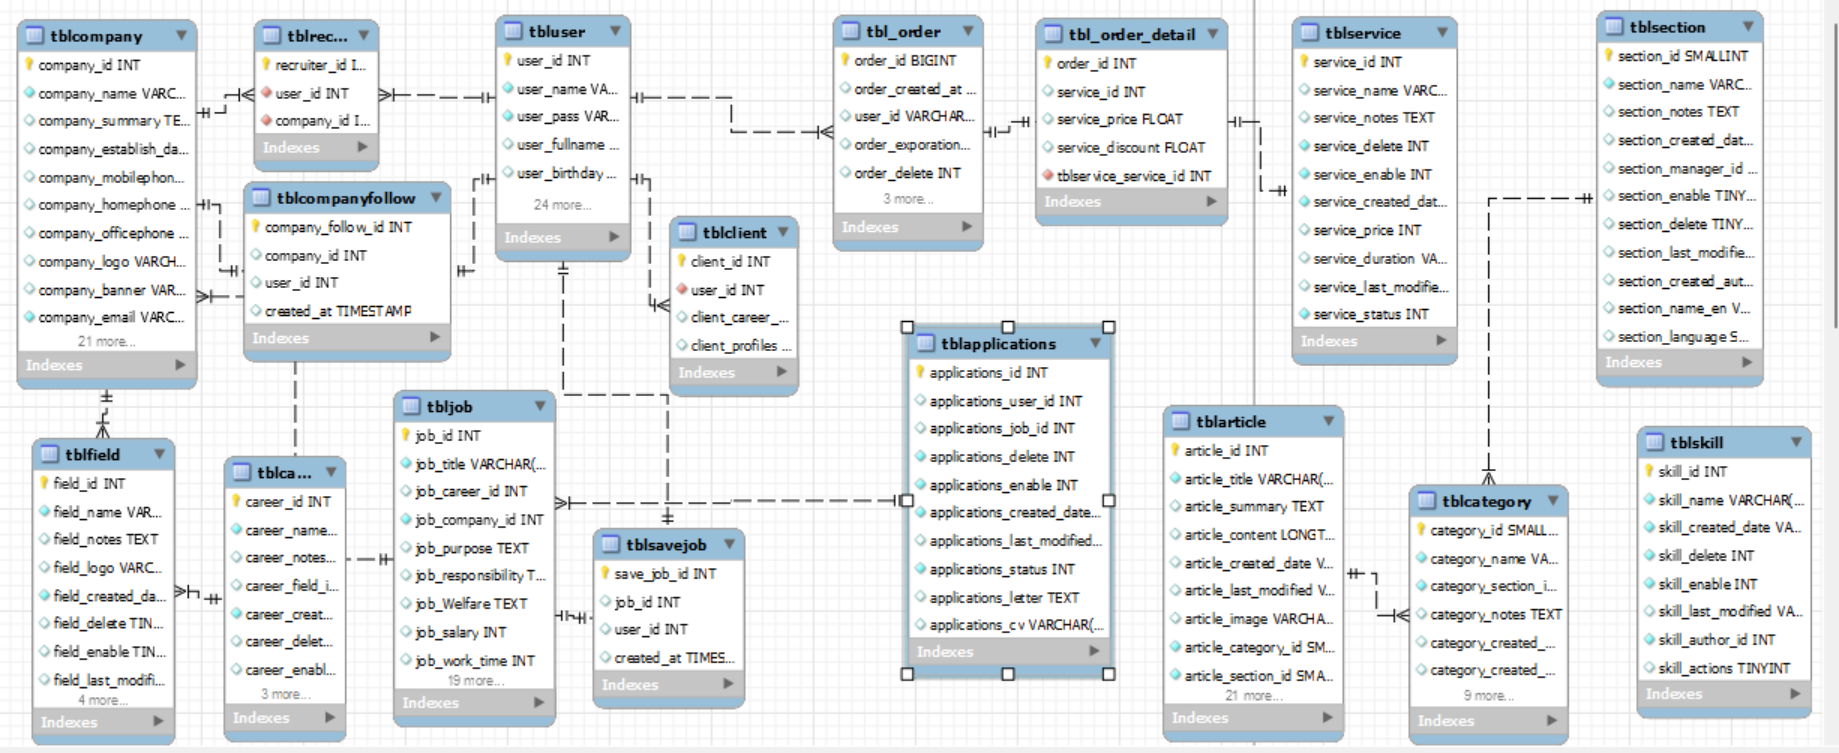 tblcompany
company_id INT
company_name VARC...
company_summary TE...
company_establish_da...
company_mobilephon...
company_homephone ...
company_officephone ...
company_logo VARCH...
company_banner VAR...
company_email VARC...
21 more...
Indexes
tblrec...
recruiter_id I...
user_id INT
company_id I...
Indexes
tblcompanyfollow
company_follow_id INT
company_id INT
user_id INT
created_at TIMESTAMP
Indexes
tbluser
user_id INT
user_name VA...
user_pass VAR...
user_fullname ...
user_birthday ...
24 more...
Indexes
tblclient
client_id INT
user_id INT
client_career_...
client_profiles ...
Indexes
tbl_order
order_id BIGINT
order_created_at ...
user_id VARCHAR...
order_exporation...
order_delete INT
3 more...
Indexes
tbl_order_detail
order_id INT
service_id INT
service_price FLOAT
service_discount FLOAT
tblservice_service_id INT
Indexes
tblservice
service_id INT
service_name VARC...
service_notes TEXT
service_delete INT
service_enable INT
service_created_dat...
service_price INT
service_duration VA...
service_last_modifie...
service_status INT
Indexes
tblsection
section_id SMALLINT
section_name VARC...
section_notes TEXT
section_created_dat...
section_manager_id ...
section_enable TINY...
section_delete TINY...
section_last_modifie...
section_created_aut...
section_name_en V...
section_language S...
Indexes
tblfield
field_id INT
field_name VAR...
field_notes TEXT
field_logo VARC...
field_created_da...
field_delete TIN...
field_enable TIN...
field_last_modifi...
4 more...
Indexes
tblca...
career_id INT
career_name...
career_notes...
career_field_i...
career_creat...
career_delet...
career_enabl...
3 more...
Indexes
tbljob
job_id INT
job_title VARCHAR(...
job_career_id INT
job_company_id INT
job_purpose TEXT
job_responsibility T...
job_Welfare TEXT
job_salary INT
job_work_time INT
19 more...
Indexes
tblsavejob
save_job_id INT
job_id INT
user_id INT
created_at TIMES...
Indexes
tblapplications
applications_id INT
applications_user_id INT
applications_job_id INT
applications_delete INT
applications_enable INT
applications_created_date...
applications_last_modified...
applications_status INT
applications_letter TEXT
applications_cv VARCHAR(...
Indexes
tblarticle
article_id INT
article_title VARCHAR(...
article_summary TEXT
article_content LONGT...
article_created_date V...
article_last_modified V...
article_image VARCHA...
article_category_id SM...
article_section_id SMA...
21 more...
Indexes
tblcategory
category_id SMALL...
category_name VA...
category_section_i...
category_notes TEXT
category_created_...
category_created_...
9 more...
Indexes
tblskill
skill_id INT
skill_name VARCHAR(...
skill_created_date VA...
skill_delete INT
skill_enable INT
skill_last_modified VA...
skill_author_id INT
skill_actions TINYINT
Indexes